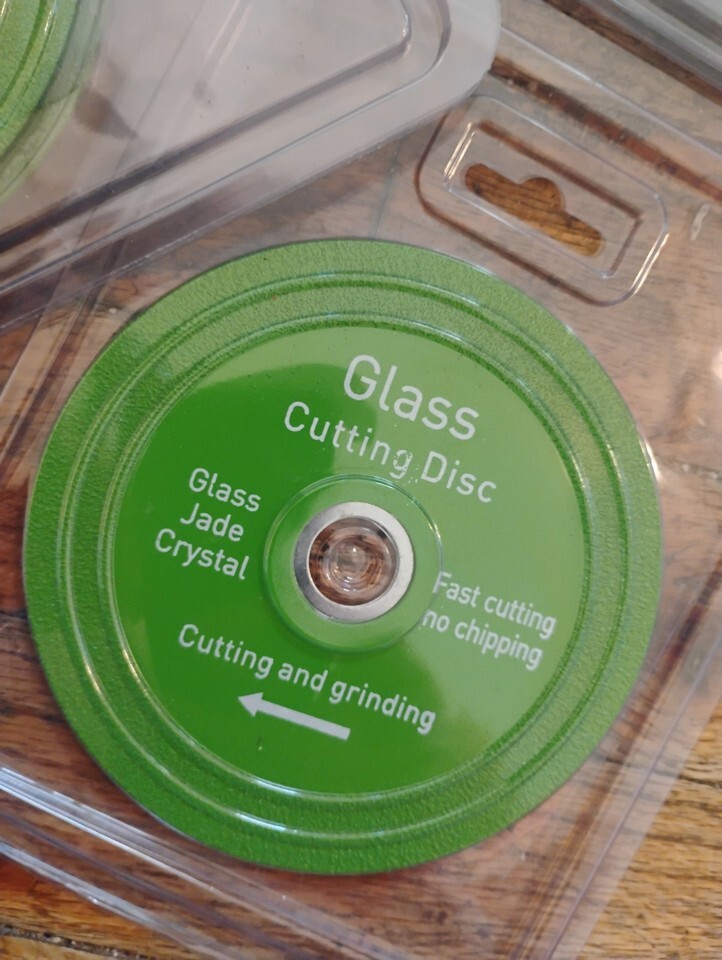 Glass
Cutting Disc
Glass
Jade
Crystal
Fast cutting
no chipping
Cutting and grinding